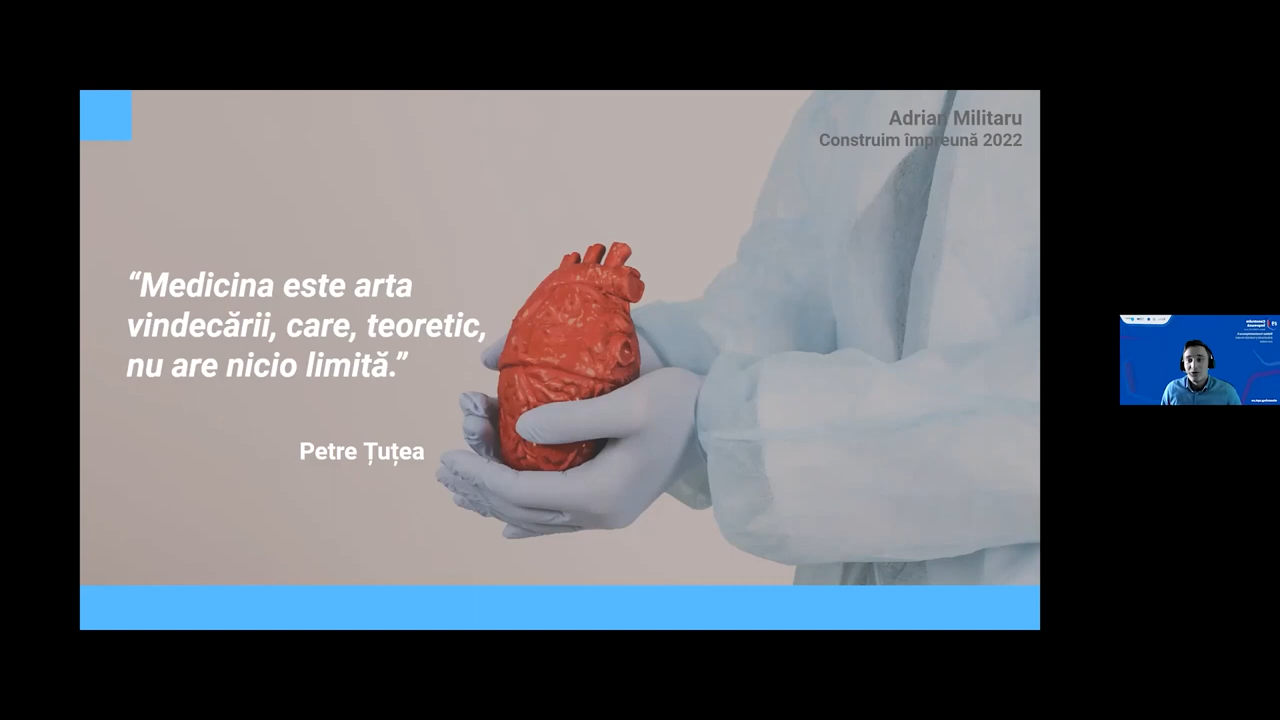 Adrian Militaru
Construim împreună 2022
“Medicina este arta
vindecării, care, teoretic,
nu are nicio limită.”
Petre Țuțea